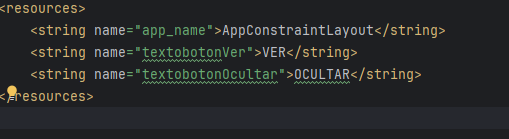 <resources>
<string name="app_name">AppConstraintLayout</string>
<string name="textobotonVer">VER</string>
<string name="textobotonOcultar">OCULTAR</string>
</resources>